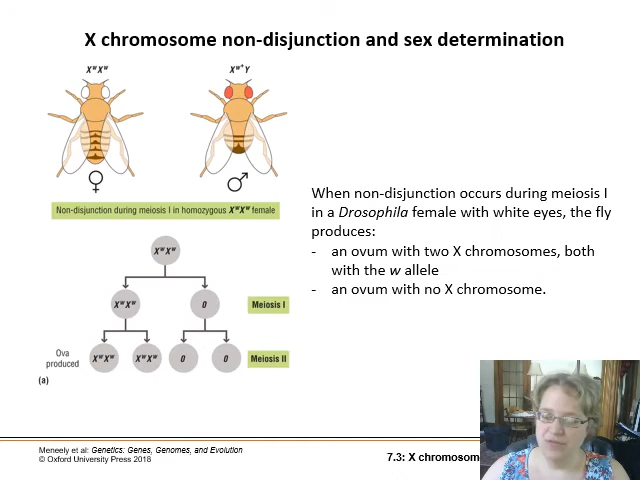 X chromosome non-disjunction and sex determination
XʷXʷ
Xʷ⁺Y
♀
♂
Non-disjunction during meiosis I in homozygous XʷXʷ female
When non-disjunction occurs during meiosis I
in a Drosophila female with white eyes, the fly
produces:
- an ovum with two X chromosomes, both
with the w allele
- an ovum with no X chromosome.
XʷXʷ
XʷXʷ
0
Meiosis I
Ova
produced
XʷXʷ
XʷXʷ
0
0
Meiosis II
(a)
Meneely et al: Genetics: Genes, Genomes, and Evolution
© Oxford University Press 2018
7.3: X chromosome